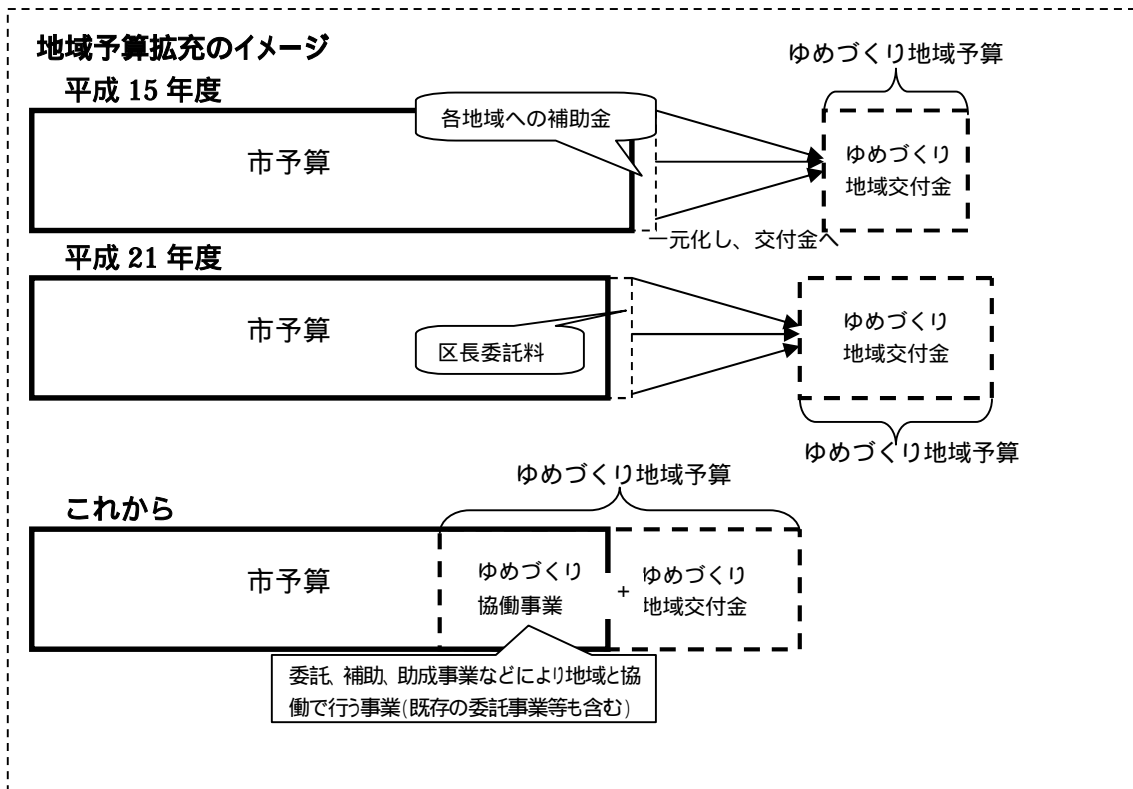 地域予算拡充のイメージ
ゆめづくり地域予算
平成 15 年度
各地域への補助金
市予算
ゆめづくり
地域交付金
一元化し、交付金へ
平成 21 年度
市予算
区長委託料
ゆめづくり
地域交付金
ゆめづくり地域予算
ゆめづくり地域予算
これから
市予算
ゆめづくり
協働事業
+
ゆめづくり
地域交付金
委託、補助、助成事業などにより地域と協
働で行う事業(既存の委託事業等も含む)